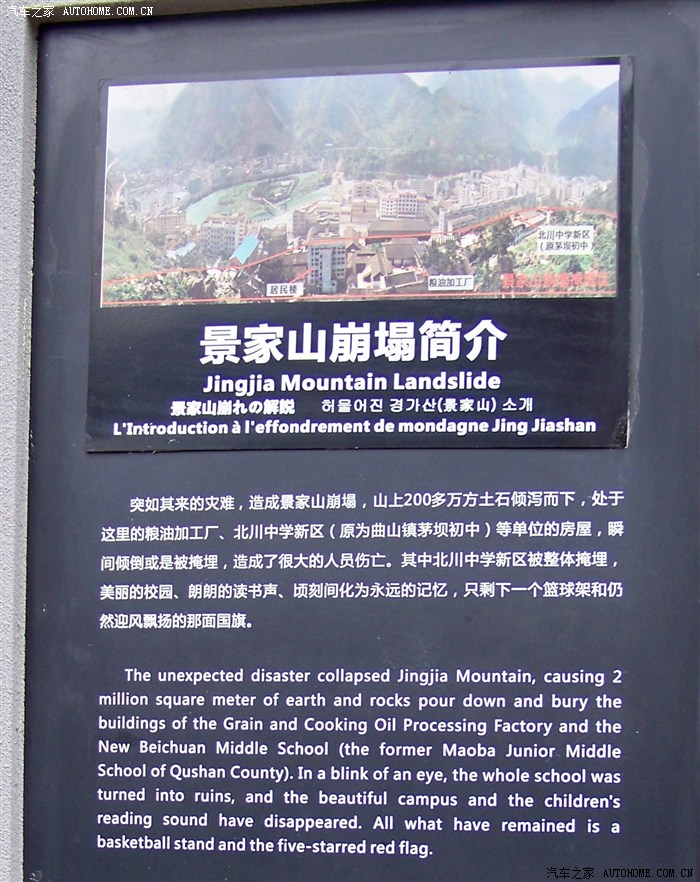 汽车之家 AUTOHOME.COM.CN
北川中学新区
(原茅坝初中)
居民楼
粮油加工厂
景家山崩塌简介
Jingjia Mountain Landslide
景家山崩れの解説 허물어진 경가산(景家山) 소개
L'Introduction à l'effondrement de mondagne Jing Jiashan
突如其来的灾难，造成景家山崩塌，山上200多万方土石倾泻而下，处于
这里的粮油加工厂、北川中学新区（原为曲山镇茅坝初中）等单位的房屋，瞬
间倾倒或是被掩埋，造成了很大的人员伤亡。其中北川中学新区被整体掩埋，
美丽的校园、朗朗的读书声、顷刻间化为永远的记忆，只剩下一个篮球架和仍
然迎风飘扬的那面国旗。
The unexpected disaster collapsed Jingjia Mountain, causing 2
million square meter of earth and rocks pour down and bury the
buildings of the Grain and Cooking Oil Processing Factory and the
New Beichuan Middle School (the former Maoba Junior Middle
School of Qushan County). In a blink of an eye, the whole school was
turned into ruins, and the beautiful campus and the children's
reading sound have disappeared. All what have remained is a
basketball stand and the five-starred red flag.
汽车之家 AUTOHOME.COM.CN